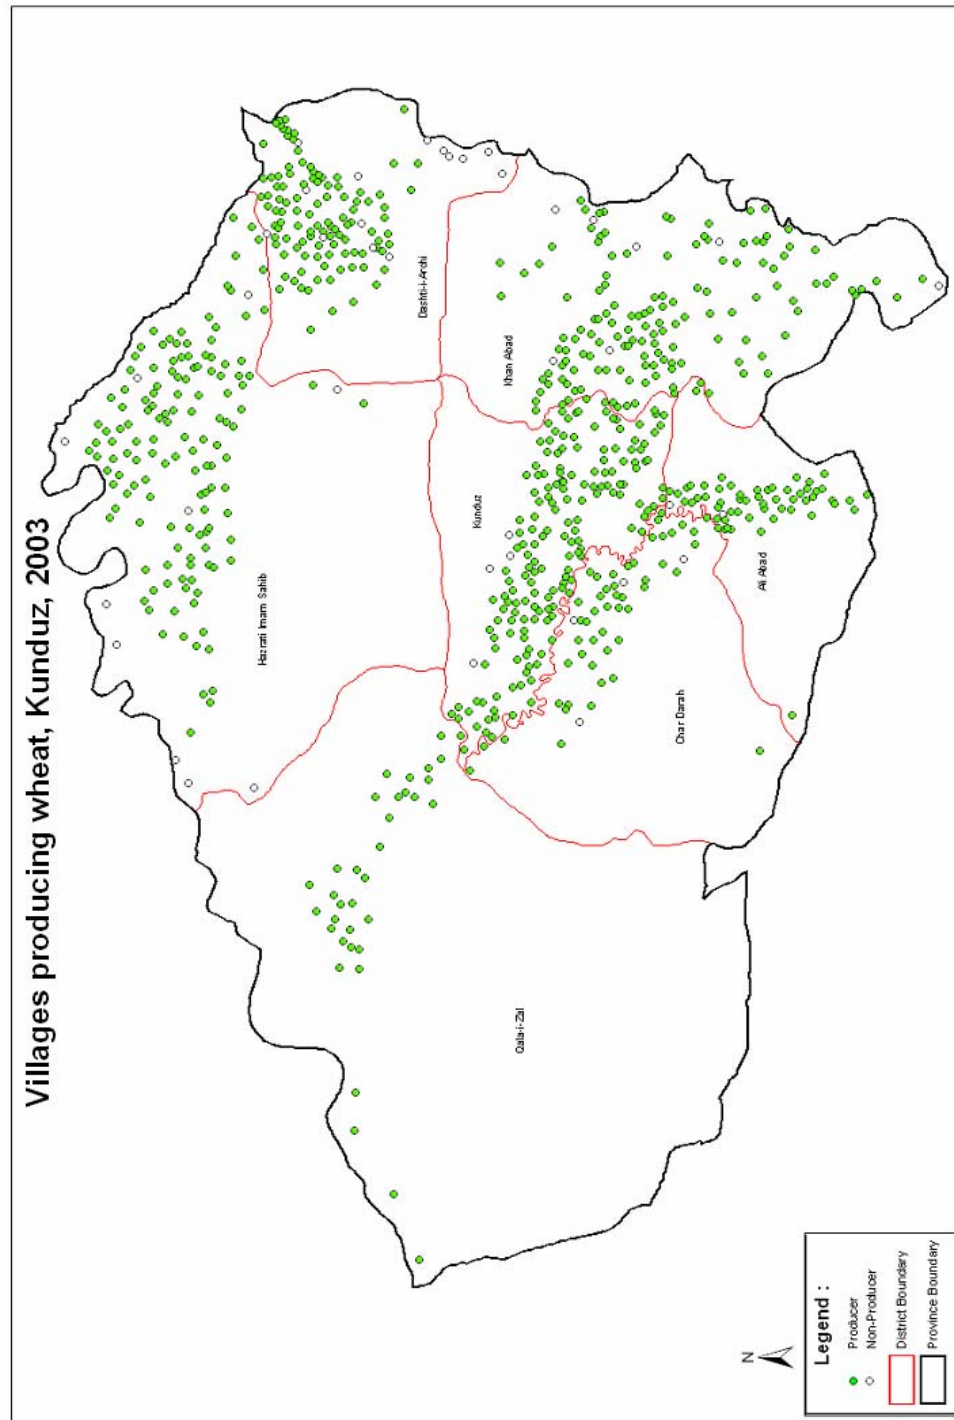 Villages producing wheat, Kunduz, 2003
Hazrati Imam Sahib
Dashti-i-Archi
Qala-i-Zal
Kunduz
Khan Abad
Char Darah
Ali Abad
N
Legend :
Producer
Non-Producer
District Boundary
Province Boundary